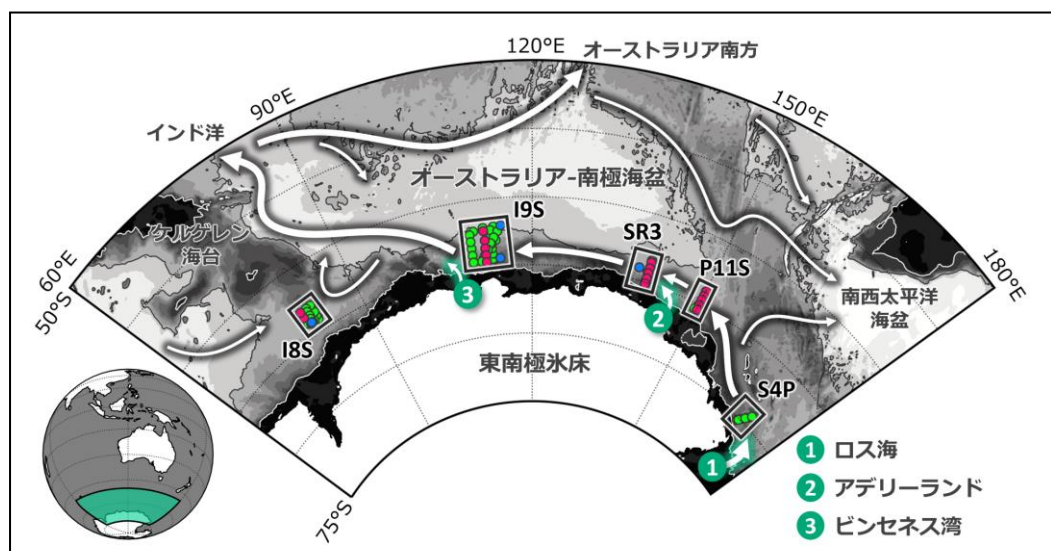 120°E
オーストラリア南方
90°E
150°E
インド洋
オーストラリア-南極海盆
I9S
SR3
ケルゲレン
海台
P11S
60°S
50°S
180°E
3
2
南西太平洋
海盆
I8S
東南極氷床
S4P
1
75°S
1 ロス海
2 アデリーランド
3 ビンセネス湾